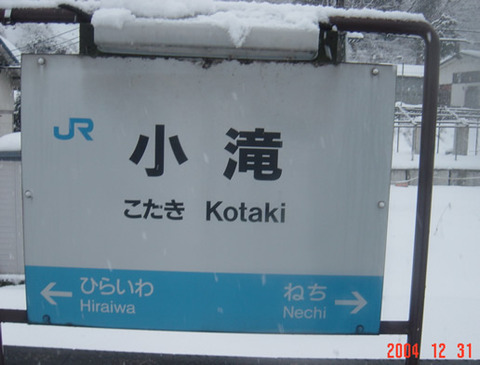 JR
小滝
こたき Kotaki
← ひらいわ ねち →
Hiraiwa Nechi
2004 12 31